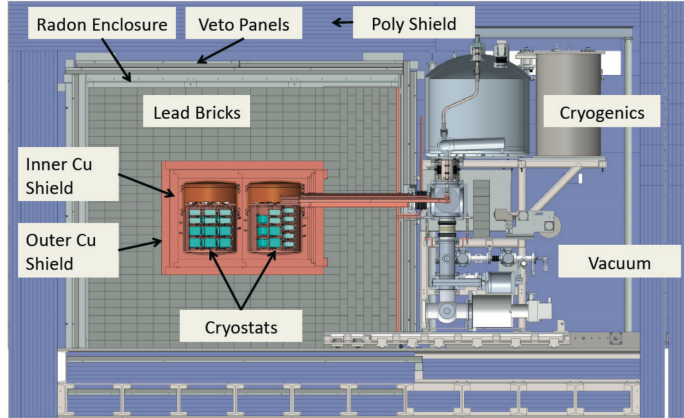 Radon Enclosure
Veto Panels
Poly Shield
Lead Bricks
Cryogenics
Inner Cu
Shield
Outer Cu
Shield
Vacuum
Cryostats